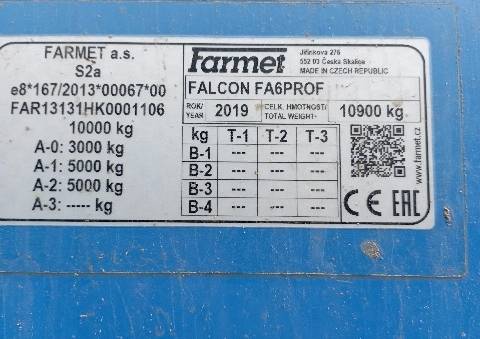 FARMET a.s.
S2a
e8*167/2013*00067*00
FAR13131HK0001106
10000 kg
A-0: 3000 kg
A-1: 5000 kg
A-2: 5000 kg
A-3: ----- kg
Farmet
Jiřinkova 276
552 03 Česká Skalice
MADE IN CZECH REPUBLIC
FALCON FA6PROF
ROK/YEAR 2019 CELK. HMOTNOST/TOTAL WEIGHT: 10900 kg
kg T-1 T-2 T-3
B-1 --- --- ---
B-2 --- --- ---
B-3 --- --- ---
B-4 --- --- ---
www.farmet.cz
CE EAC